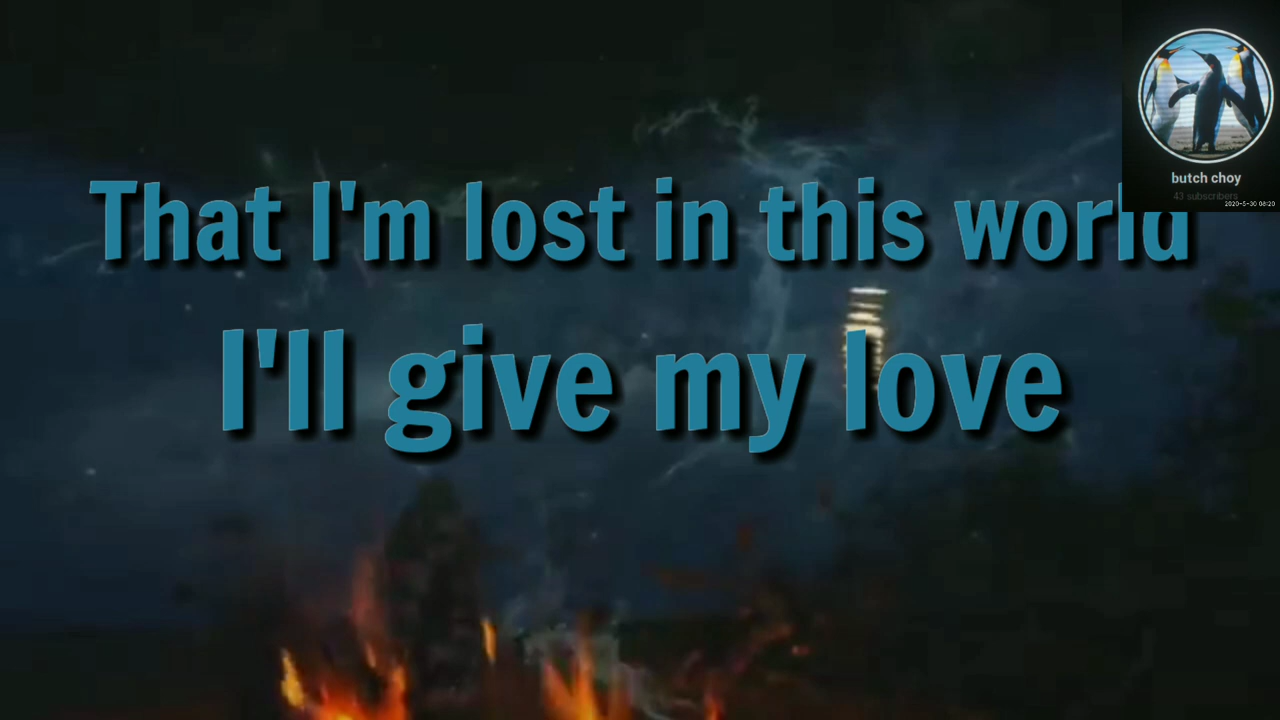 That I'm lost in this world
I'll give my love
butch choy
43 subscribers
2020-5-30 08:20